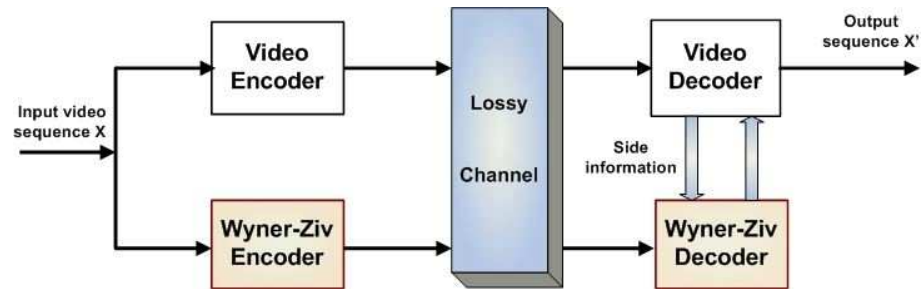 Input video
sequence X
Video
Encoder
Wyner-Ziv
Encoder
Lossy
Channel
Video
Decoder
Side
information
Wyner-Ziv
Decoder
Output
sequence X'